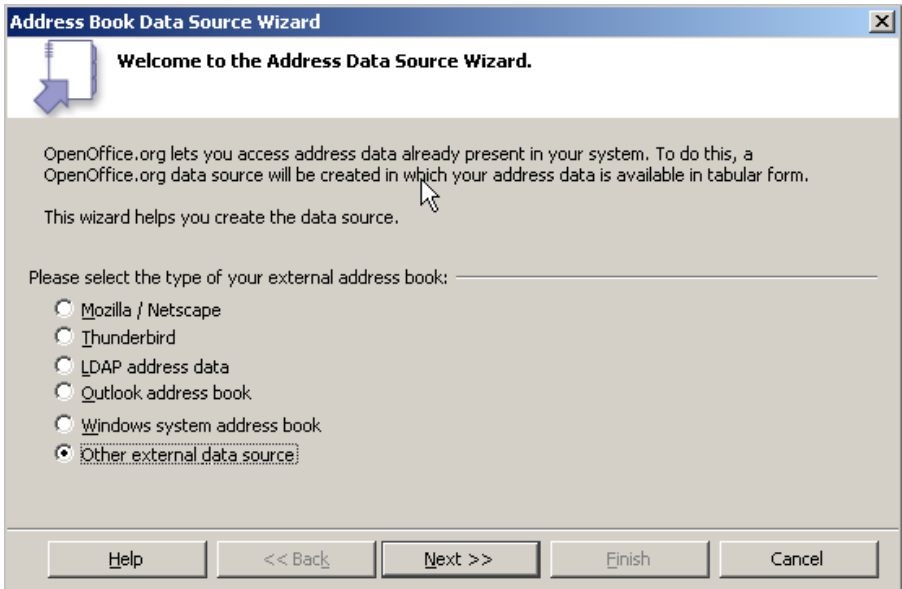 Address Book Data Source Wizard
Welcome to the Address Data Source Wizard.
OpenOffice.org lets you access address data already present in your system. To do this, a
OpenOffice.org data source will be created in which your address data is available in tabular form.
This wizard helps you create the data source.
Please select the type of your external address book:
Mozilla / Netscape
Thunderbird
LDAP address data
Outlook address book
Windows system address book
Other external data source
Help
<< Back
Next >>
Finish
Cancel